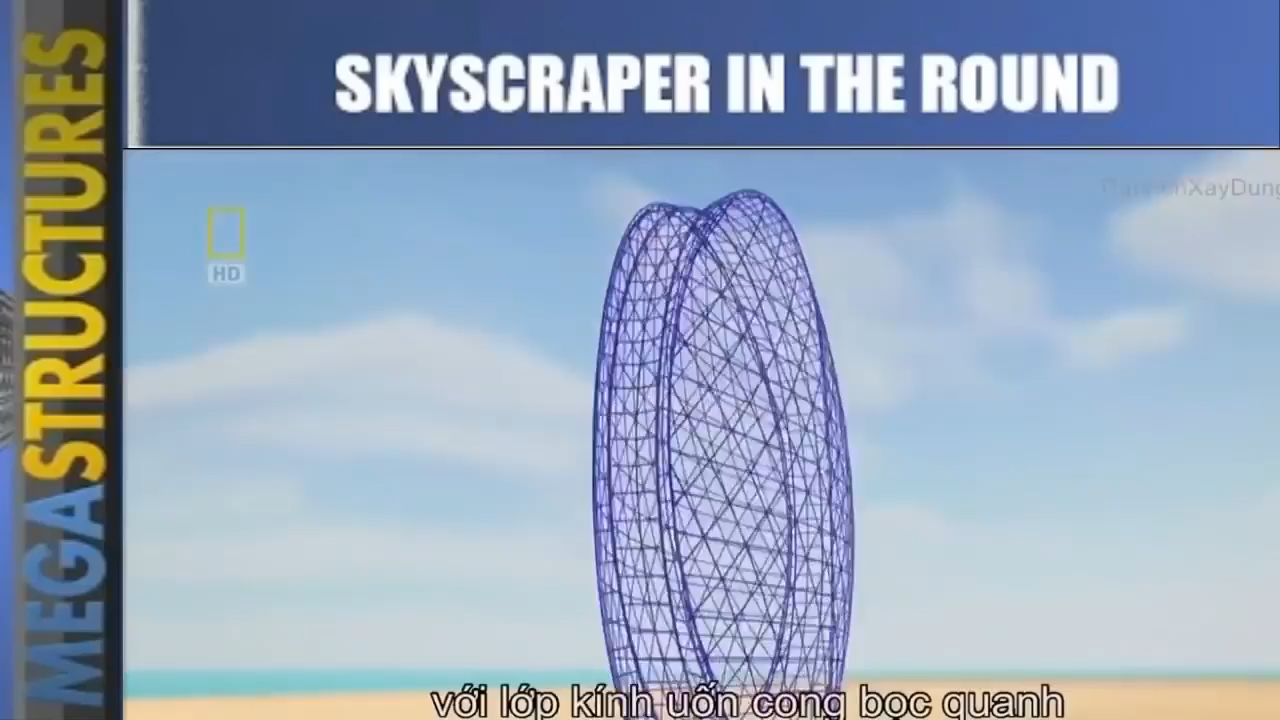 SKYSCRAPER IN THE ROUND
MEGASTRUCTURES
HD
với lớp kính uốn cong bọc quanh